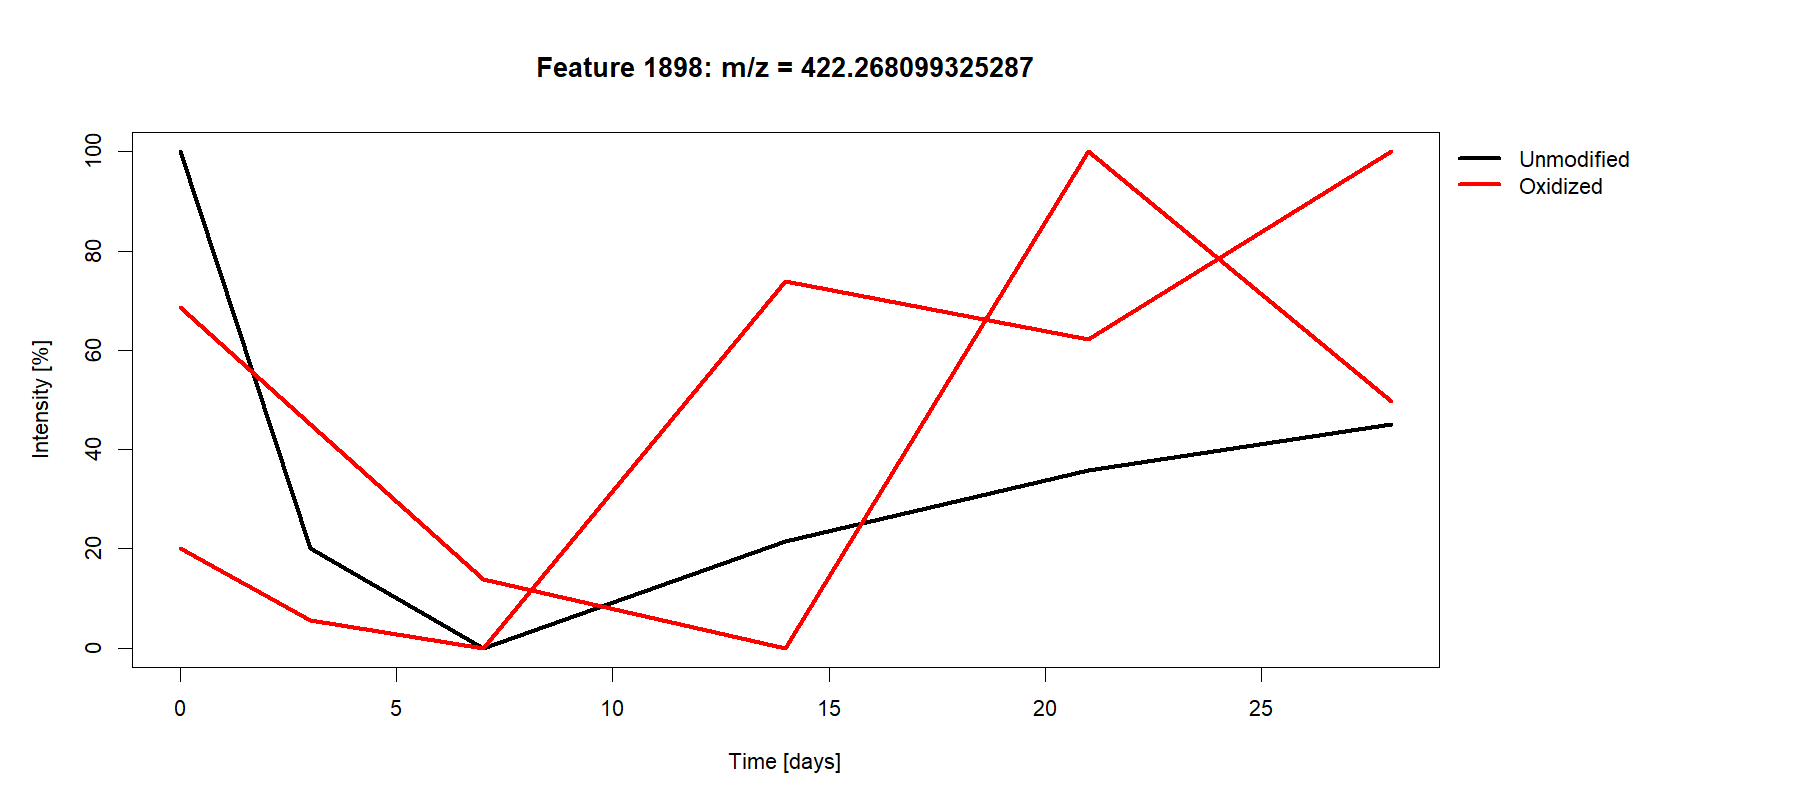 Feature 1898: m/z = 422.268099325287
Unmodified
Oxidized
Intensity [%]
100
80
60
40
20
0
0 5 10 15 20 25
Time [days]